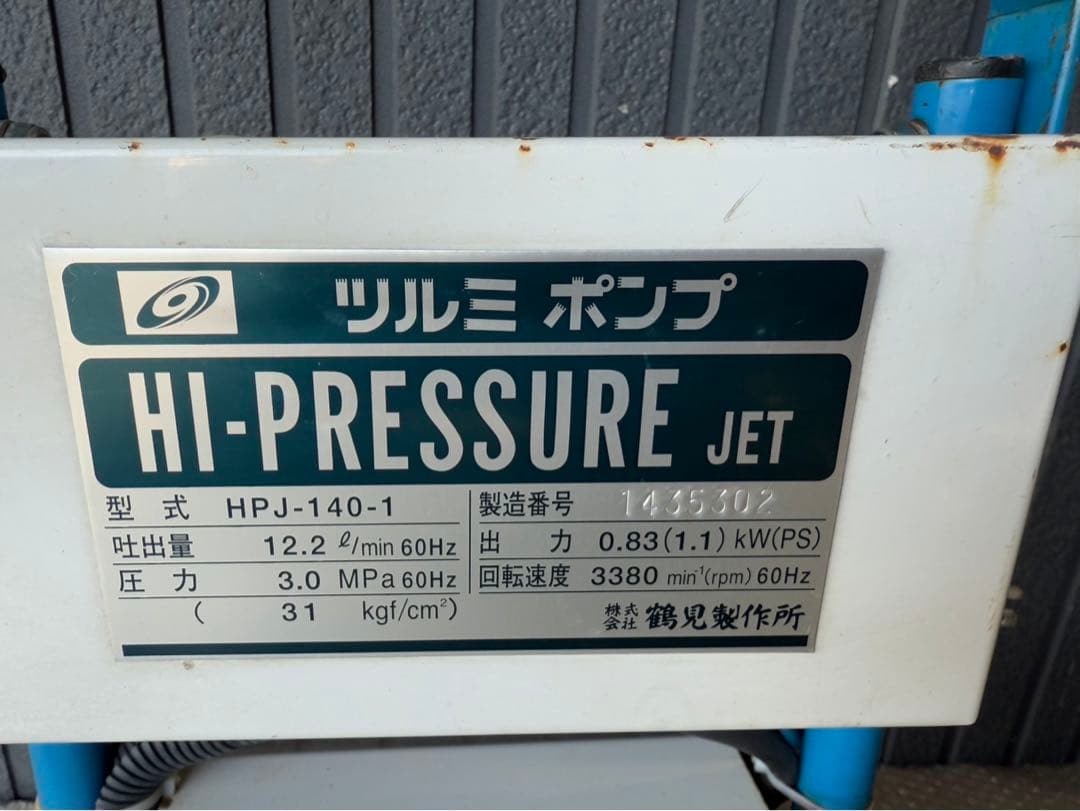 ツルミ ポンプ
HI-PRESSURE JET
型式 HPJ-140-1
製造番号 1435302
吐出量 12.2 ℓ/min 60Hz
出力 0.83(1.1) kW(PS)
圧力 3.0 MPa 60Hz
回転速度 3380 min⁻¹(rpm) 60Hz
( 31 kgf/cm²)
株式会社 鶴見製作所